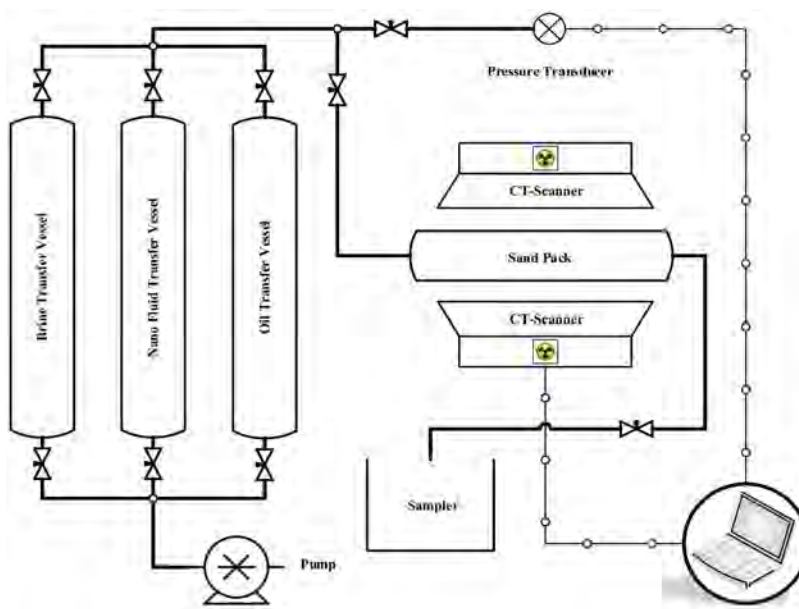 Pressure Transducer
CT-Scanner
Brine Transfer Vessel
Nano Fluid Transfer Vessel
Oil Transfer Vessel
Sand Pack
CT-Scanner
Sampler
Pump